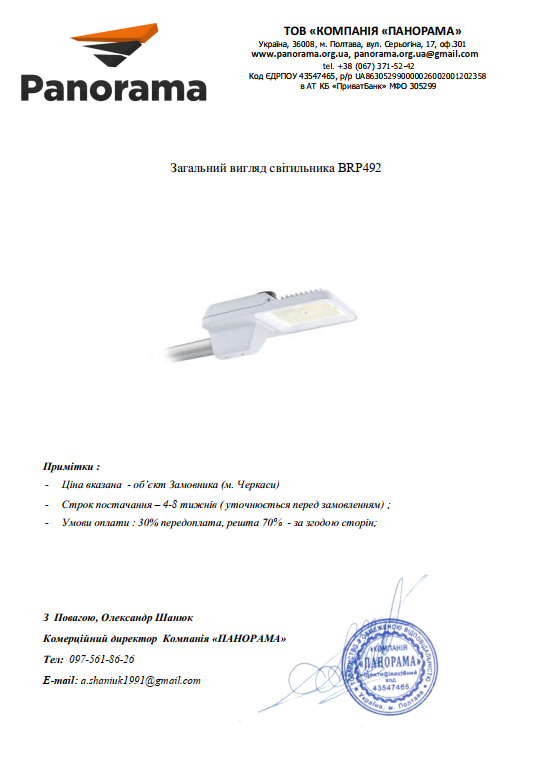 Panorama
ТОВ «КОМПАНІЯ «ПАНОРАМА»
Україна, 36008, м. Полтава, вул. Серьогіна, 17, оф.301
www.panorama.org.ua, panorama.org.ua@gmail.com
tel. +38 (067) 371-52-42
Код ЄДРПОУ 43547465, р/р UA863052990000026002001202358
в АТ КБ «ПриватБанк» МФО 305299
Загальний вигляд світильника BRP492
Примітки :
- Ціна вказана - об’єкт Замовника (м. Черкаси)
- Строк постачання – 4-8 тижнів ( уточнюється перед замовленням) ;
- Умови оплати : 30% передоплата, решта 70% - за згодою сторін;
З Повагою, Олександр Шанюк
Комерційний директор Компанія «ПАНОРАМА»
Тел: 097-561-86-26
E-mail: a.zhaniuk1991@gmail.com
ТОВАРИСТВО З ОБМЕЖЕНОЮ ВІДПОВІДАЛЬНІСТЮ
«КОМПАНІЯ
«ПАНОРАМА»
Ідентифікаційний
код
43547465
Україна, м. Полтава